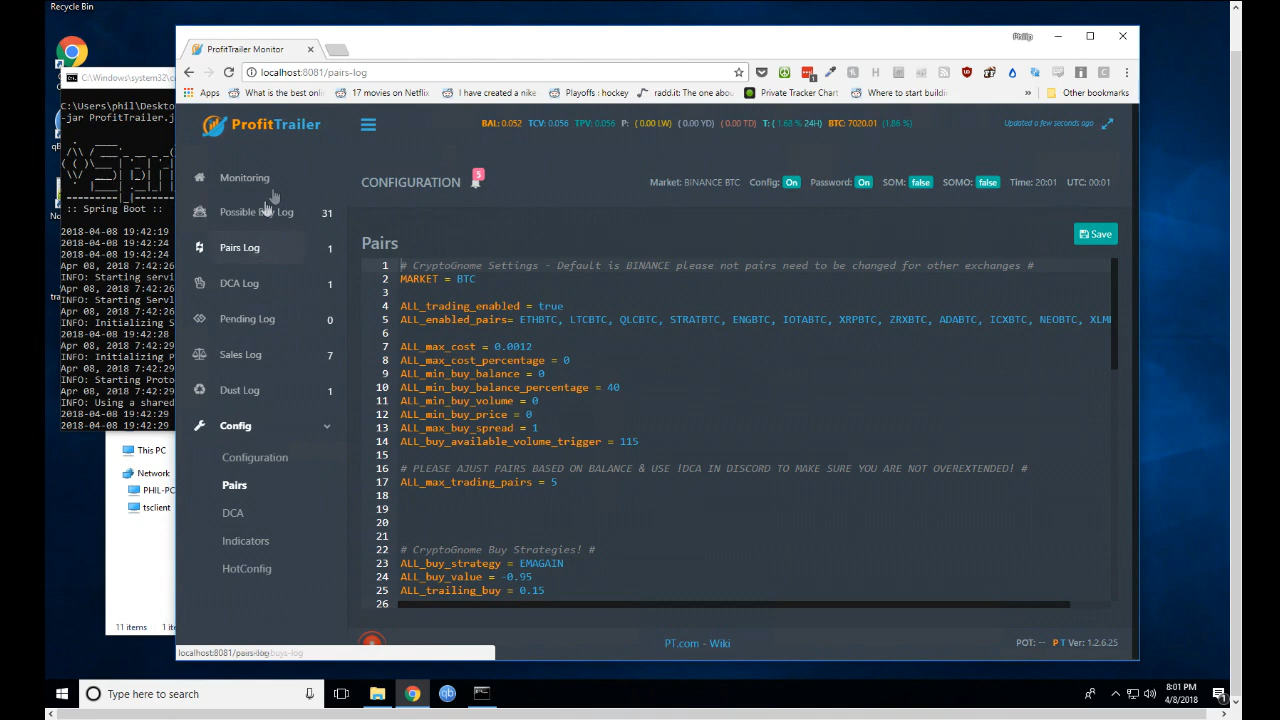 Recycle Bin
ProfitTrailer Monitor
Philip
C:\Windows\system32\c
localhost:8081/pairs-log
Apps
What is the best onlin
17 movies on Netflix
I have created a nike
Playoffs : hockey
radd.it: The one abou
Private Tracker Chart
Where to start buildin
»
Other bookmarks
C:\Users\phil\Deskto
-jar ProfitTrailer.j
:: Spring Boot ::
2018-04-08 19:42:19
2018-04-08 19:42:24
Apr 08, 2018 7:42:26
INFO: Starting servi
2018-04-08 19:42:24
Apr 08, 2018 7:42:26
INFO: Starting Servl
Apr 08, 2018 7:42:26
INFO: Initializing S
2018-04-08 19:42:28
Apr 08, 2018 7:42:29
INFO: Initializing P
Apr 08, 2018 7:42:29
INFO: Starting Proto
Apr 08, 2018 7:42:29
INFO: Using a shared
2018-04-08 19:42:29
2018-04-08 19:42:29
This PC
Network
PHIL-PC
tsclient
11 items
ProfitTrailer
BAL: 0.052 TCV: 0.056 TPV: 0.056 P: ( 0.00 LW) ( 0.00 YD) ( 0.00 TD) T: ( 1.68 % 24H) BTC: 7020.01 (1.86 %)
Updated a few seconds ago
Monitoring
Possible Buy Log 31
Pairs Log 1
DCA Log 1
Pending Log 0
Sales Log 7
Dust Log 1
Config
Configuration
Pairs
DCA
Indicators
HotConfig
CONFIGURATION 5
Market: BINANCE BTC Config: On Password: On SOM: false SOMO: false Time: 20:01 UTC: 00:01
Pairs
Save
1 # CryptoGnome Settings - Default is BINANCE please not pairs need to be changed for other exchanges #
2 MARKET = BTC
3
4 ALL_trading_enabled = true
5 ALL_enabled_pairs= ETHBTC, LTCBTC, QLCBTC, STRATBTC, ENGBTC, IOTABTC, XRPBTC, ZRXBTC, ADABTC, ICXBTC, NEOBTC, XLM
6
7 ALL_max_cost = 0.0012
8 ALL_max_cost_percentage = 0
9 ALL_min_buy_balance = 0
10 ALL_min_buy_balance_percentage = 40
11 ALL_min_buy_volume = 0
12 ALL_min_buy_price = 0
13 ALL_max_buy_spread = 1
14 ALL_buy_available_volume_trigger = 115
15
16 # PLEASE AJUST PAIRS BASED ON BALANCE & USE !DCA IN DISCORD TO MAKE SURE YOU ARE NOT OVEREXTENDED! #
17 ALL_max_trading_pairs = 5
18
19
20
21
22 # CryptoGnome Buy Strategies! #
23 ALL_buy_strategy = EMAGAIN
24 ALL_buy_value = -0.95
25 ALL_trailing_buy = 0.15
26
localhost:8081/pairs-log
PT.com - Wiki
POT: -- P T Ver: 1.2.6.25
Type here to search
qb
8:01 PM
4/8/2018
1